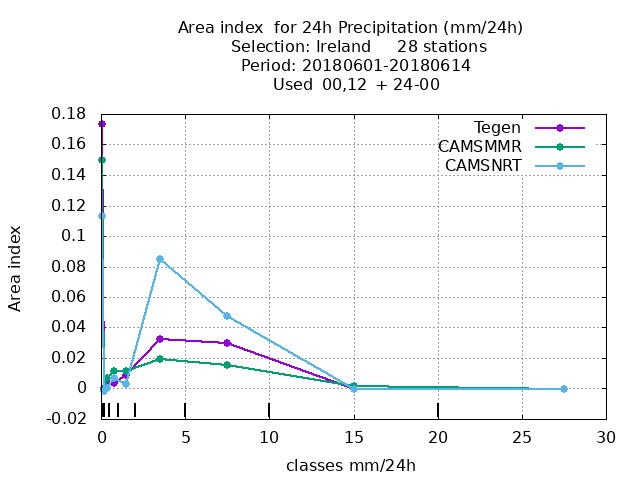 Area index  for 24h Precipitation (mm/24h)
Selection: Ireland     28 stations
Period: 20180601-20180614
Used  00,12  + 24-00
Tegen
CAMSMMR
CAMSNRT
Area index
0.18
0.16
0.14
0.12
0.1
0.08
0.06
0.04
0.02
0
-0.02
0 5 10 15 20 25 30
classes mm/24h